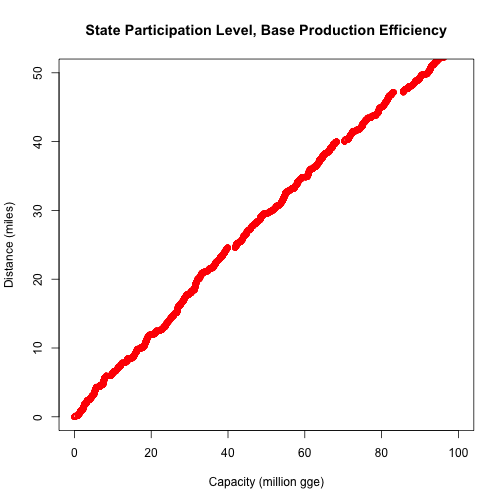 State Participation Level, Base Production Efficiency
Distance (miles)
50
40
30
20
10
0
0 20 40 60 80 100
Capacity (million gge)